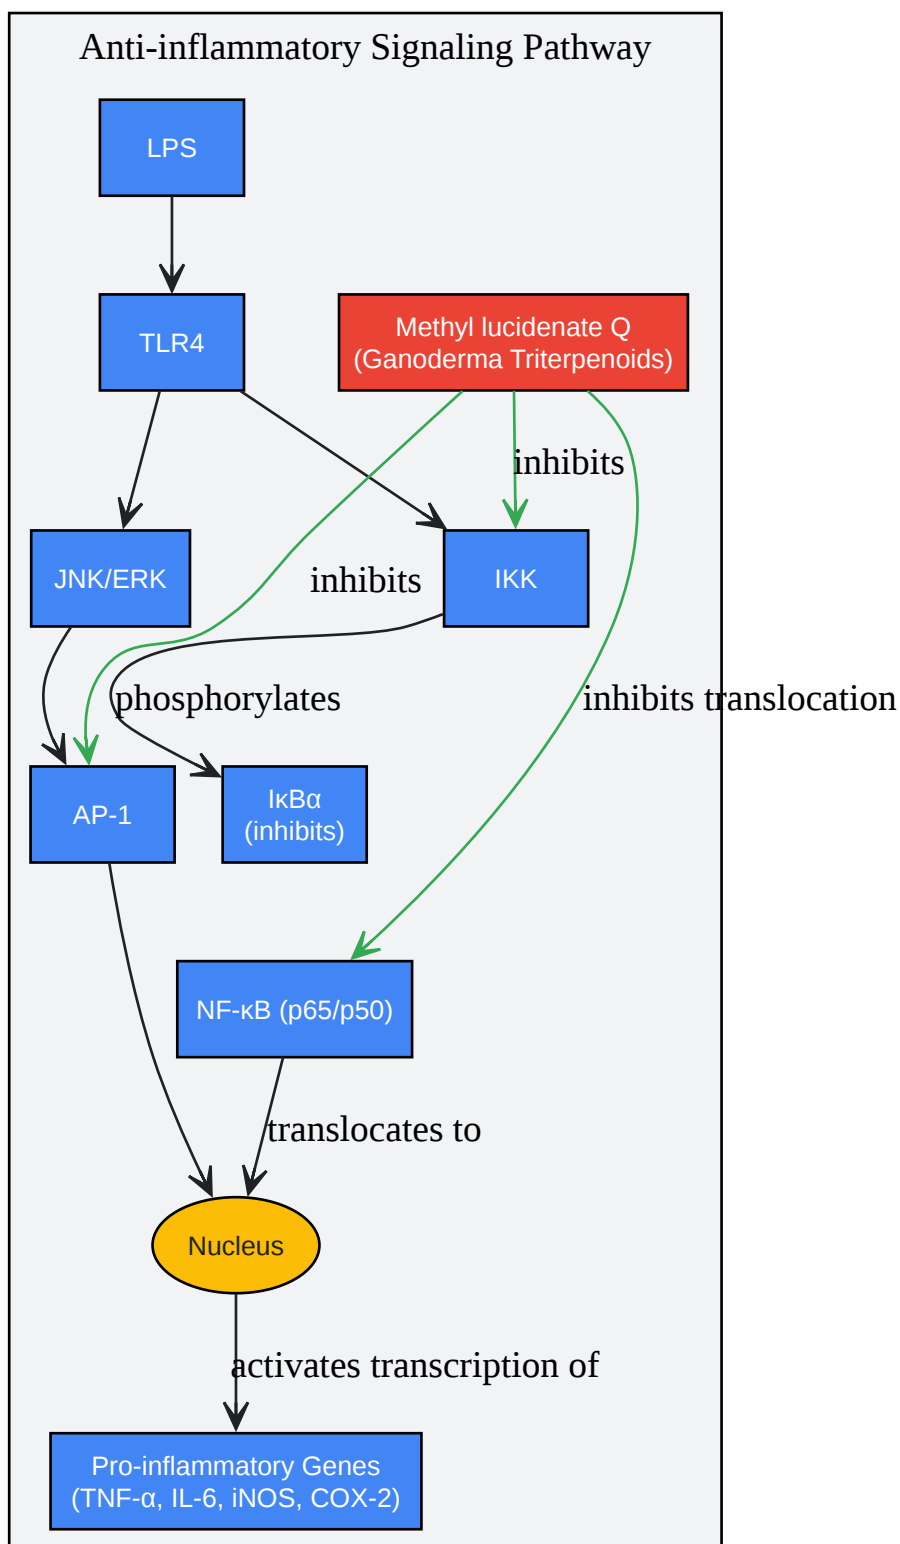 Anti-inflammatory Signaling Pathway
LPS
TLR4
Methyl lucidenate Q
(Ganoderma Triterpenoids)
inhibits
JNK/ERK
inhibits
IKK
phosphorylates
inhibits translocation
AP-1
IκBα
(inhibits)
NF-κB (p65/p50)
translocates to
Nucleus
activates transcription of
Pro-inflammatory Genes
(TNF-α, IL-6, iNOS, COX-2)